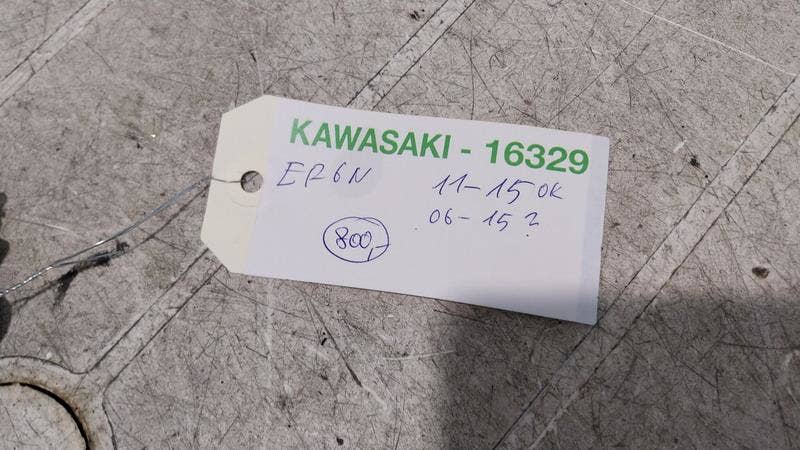 KAWASAKI - 16329
ER6N 11-15 OK
06-15 ?
800,-